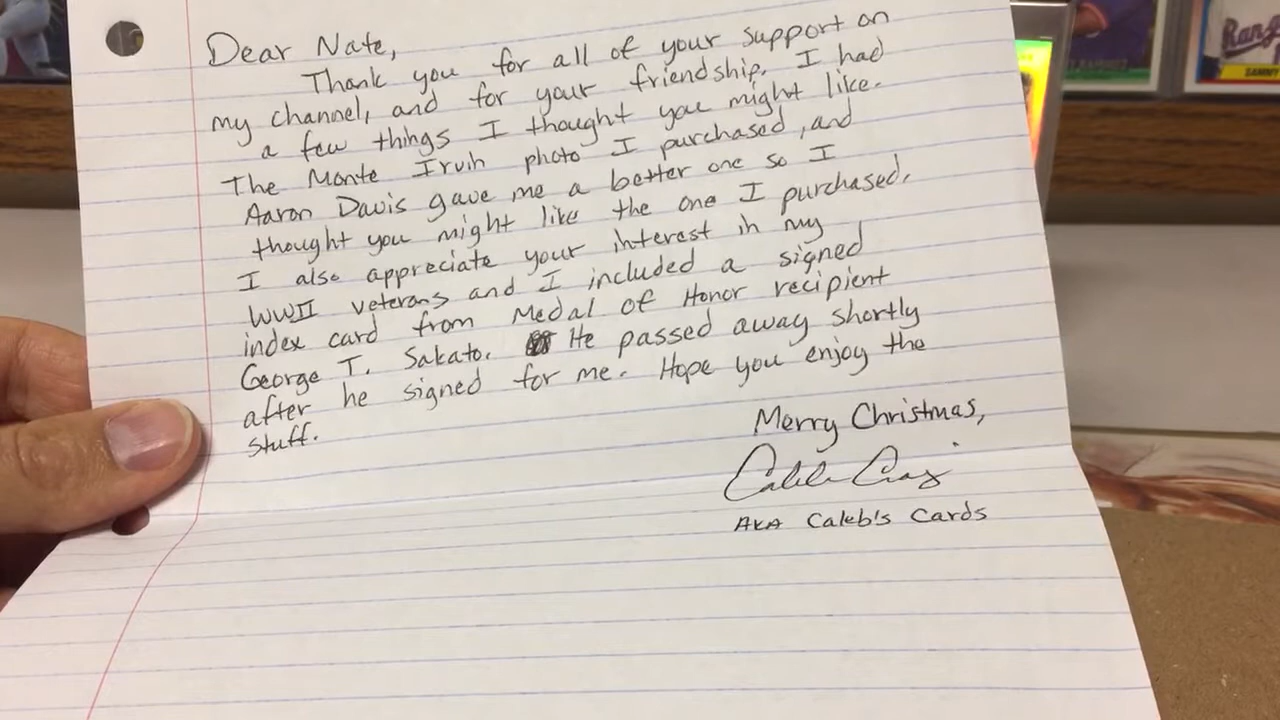 Dear Nate,
Thank you for all of your support on
my channel, and for your friendship. I had
a few things I thought you might like.
The Monte Irvin photo I purchased, and
Aaron Davis gave me a better one so I
thought you might like the one I purchased.
I also appreciate your interest in my
WWII veterans and I included a signed
index card from Medal of Honor recipient
George T. Sakato. He passed away shortly
after he signed for me. Hope you enjoy the
stuff.
Merry Christmas,
AKA Caleb's Cards
SAMMY